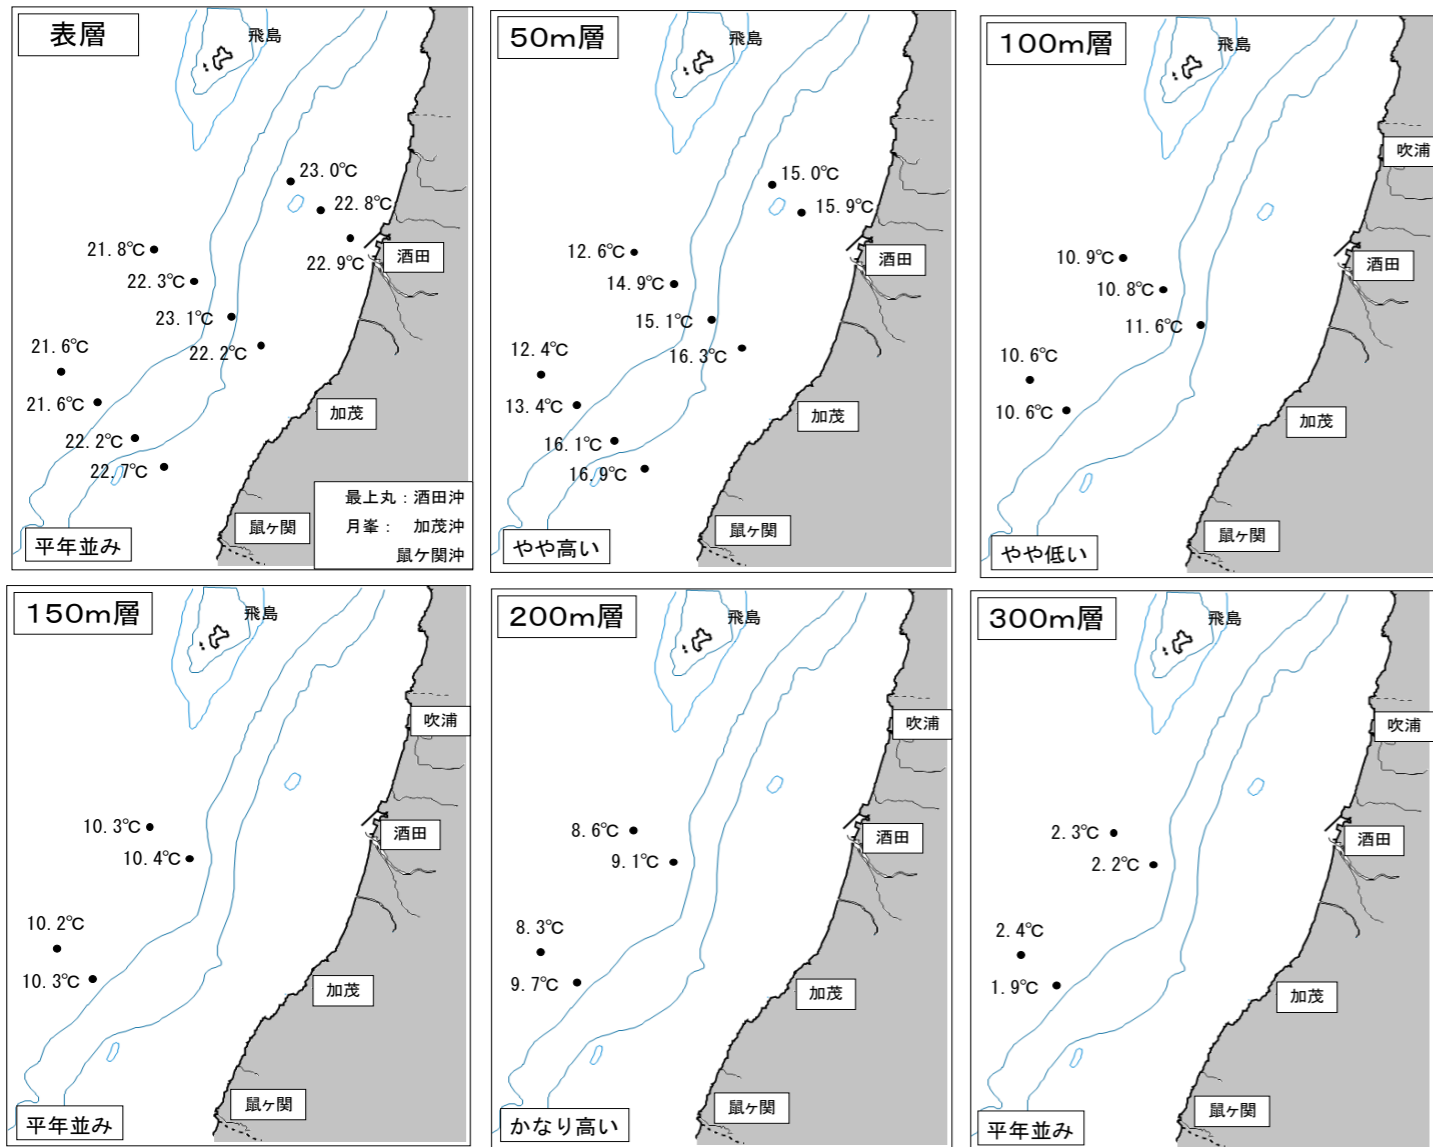 表層
飛島
23.0℃
22.8℃
22.9℃
酒田
21.8℃
22.3℃
23.1℃
22.2℃
21.6℃
21.6℃
22.2℃
22.7℃
加茂
鼠ヶ関
最上丸：酒田沖
月峯：　加茂沖
鼠ケ関沖
平年並み
50m層
飛島
15.0℃
15.9℃
酒田
12.6℃
14.9℃
15.1℃
16.3℃
12.4℃
13.4℃
16.1℃
16.9℃
加茂
鼠ヶ関
やや高い
100m層
飛島
吹浦
酒田
10.9℃
10.8℃
11.6℃
10.6℃
10.6℃
加茂
鼠ヶ関
やや低い
150m層
飛島
吹浦
酒田
10.3℃
10.4℃
10.2℃
10.3℃
加茂
鼠ヶ関
平年並み
200m層
飛島
吹浦
酒田
8.6℃
9.1℃
8.3℃
9.7℃
加茂
鼠ヶ関
かなり高い
300m層
飛島
吹浦
酒田
2.3℃
2.2℃
2.4℃
1.9℃
加茂
鼠ヶ関
平年並み